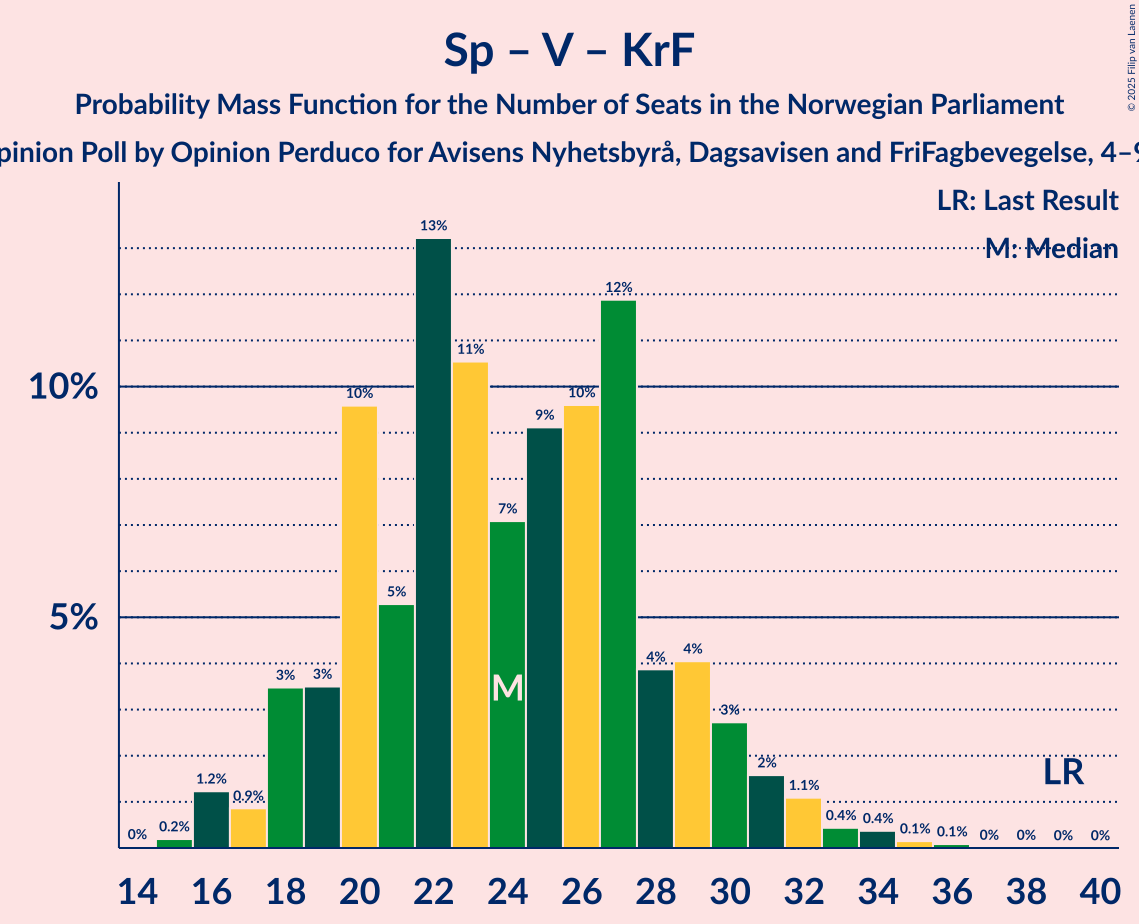 © 2025 Filip van Laenen
Sp – V – KrF
Probability Mass Function for the Number of Seats in the Norwegian Parliament
pinion Poll by Opinion Perduco for Avisens Nyhetsbyrå, Dagsavisen and FriFagbevegelse, 4–9
LR: Last Result
M: Median
13%
12%
11%
10%
10% 10%
9%
7%
5%
5%
4% 4%
3% 3%
M
3%
2%
LR
1.2% 0.9% 1.1%
0% 0.2% 0.4% 0.4% 0.1% 0.1% 0% 0% 0% 0%
14 16 18 20 22 24 26 28 30 32 34 36 38 40